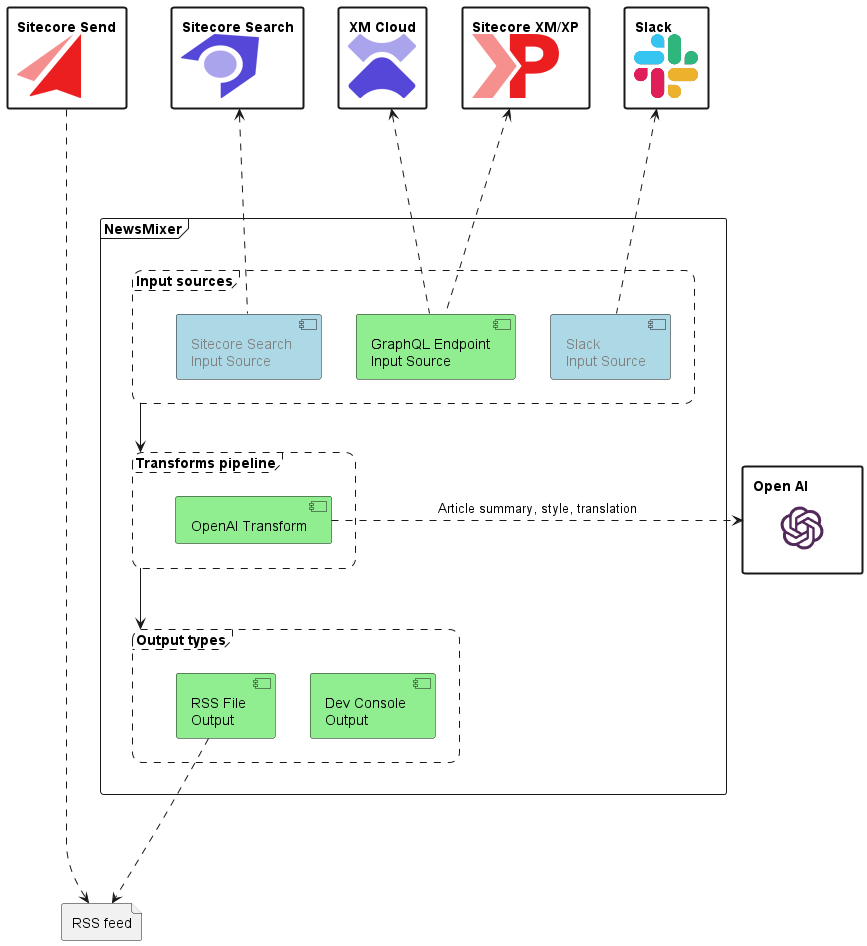 Sitecore Send
Sitecore Search
XM Cloud
Sitecore XM/XP
Slack
NewsMixer
Input sources
Sitecore Search
Input Source
GraphQL Endpoint
Input Source
Slack
Input Source
Transforms pipeline
OpenAI Transform
Article summary, style, translation
Open AI
Output types
RSS File
Output
Dev Console
Output
RSS feed